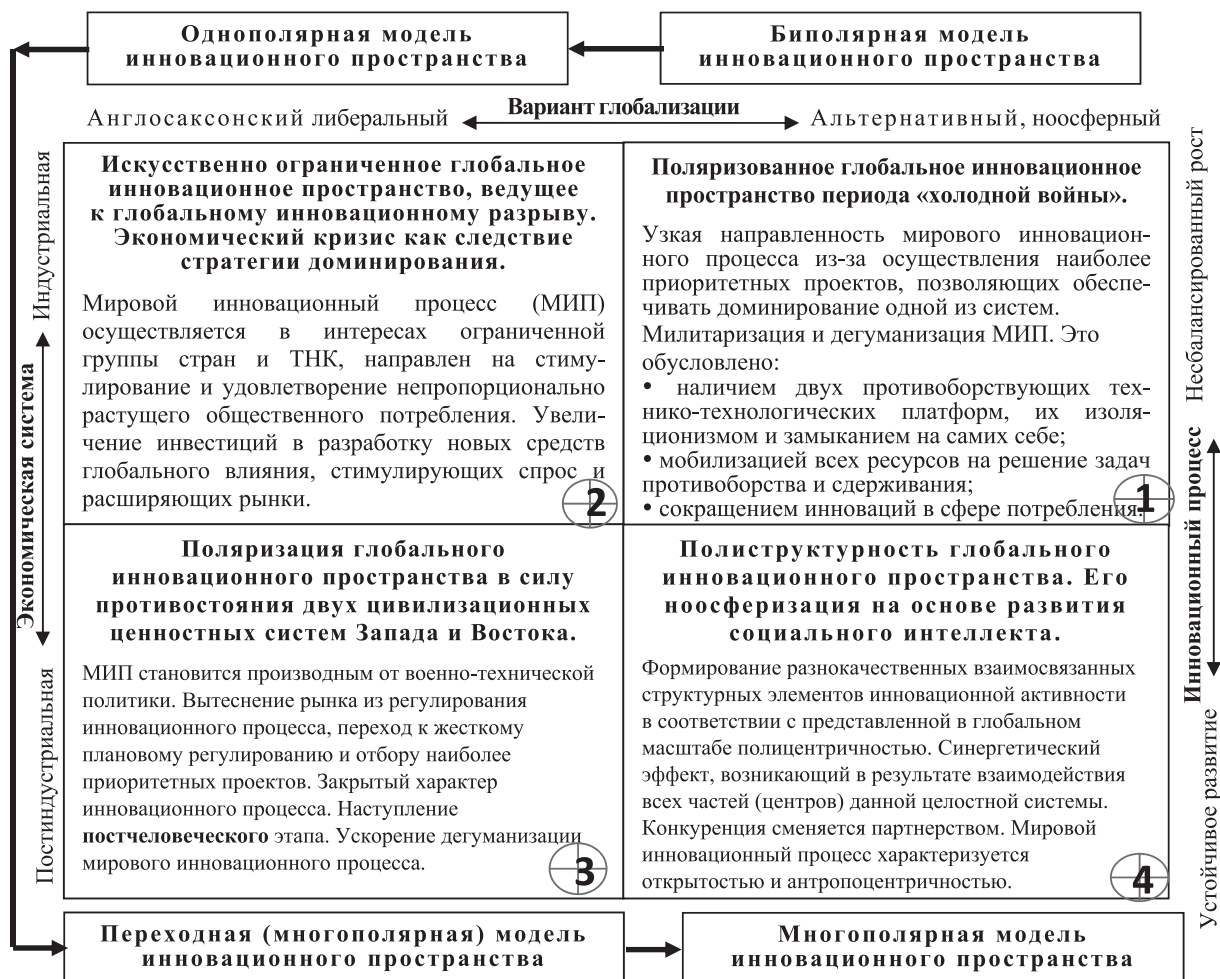 Однополярная модель
инновационного пространства
Биполярная модель
инновационного пространства
Вариант глобализации
Англосаксонский либеральный
Альтернативный, ноосферный
Экономическая система
Индустриальная
Постиндустриальная
Искусственно ограниченное глобальное
инновационное пространство, ведущее
к глобальному инновационному разрыву.
Экономический кризис как следствие
стратегии доминирования.
Мировой инновационный процесс (МИП)
осуществляется в интересах ограниченной
группы стран и ТНК, направлен на стиму-
лирование и удовлетворение непропорционально
растущего общественного потребления. Увели-
чение инвестиций в разработку новых средств
глобального влияния, стимулирующих спрос и
расширяющих рынки.
2
Поляризованное глобальное инновационное
пространство периода «холодной войны».
Узкая направленность мирового инновацион-
ного процесса из-за осуществления наиболее
приоритетных проектов, позволяющих обеспе-
чивать доминирование одной из систем.
Милитаризация и дегуманизация МИП. Это
обусловлено:
• наличием двух противоборствующих тех-
нико-технологических платформ, их изоля-
ционизмом и замыканием на самих себе;
• мобилизацией всех ресурсов на решение задач
противоборства и сдерживания;
• сокращением инноваций в сфере потребления.
1
Поляризация глобального
инновационного пространства в силу
противостояния двух цивилизационных
ценностных систем Запада и Востока.
МИП становится производным от военно-технической
политики. Вытеснение рынка из регулирования
инновационного процесса, переход к жесткому
плановому регулированию и отбору наиболее
приоритетных проектов. Закрытый характер
инновационного процесса. Наступление
постчеловеческого этапа. Ускорение дегуманизации
мирового инновационного процесса.
3
Полиструктурность глобального
инновационного пространства. Его
ноосферизация на основе развития
социального интеллекта.
Формирование разнокачественных взаимосвязанных
структурных элементов инновационной активности
в соответствии с представленной в глобальном
масштабе полицентричностью. Синергетический
эффект, возникающий в результате взаимодействия
всех частей (центров) данной целостной системы.
Конкуренция сменяется партнерством. Мировой
инновационный процесс характеризуется
открытостью и антропоцентричностью.
4
Инновационный процесс
Несбалансированный рост
Устойчивое развитие
Переходная (многополярная) модель
инновационного пространства
Многополярная модель
инновационного пространства